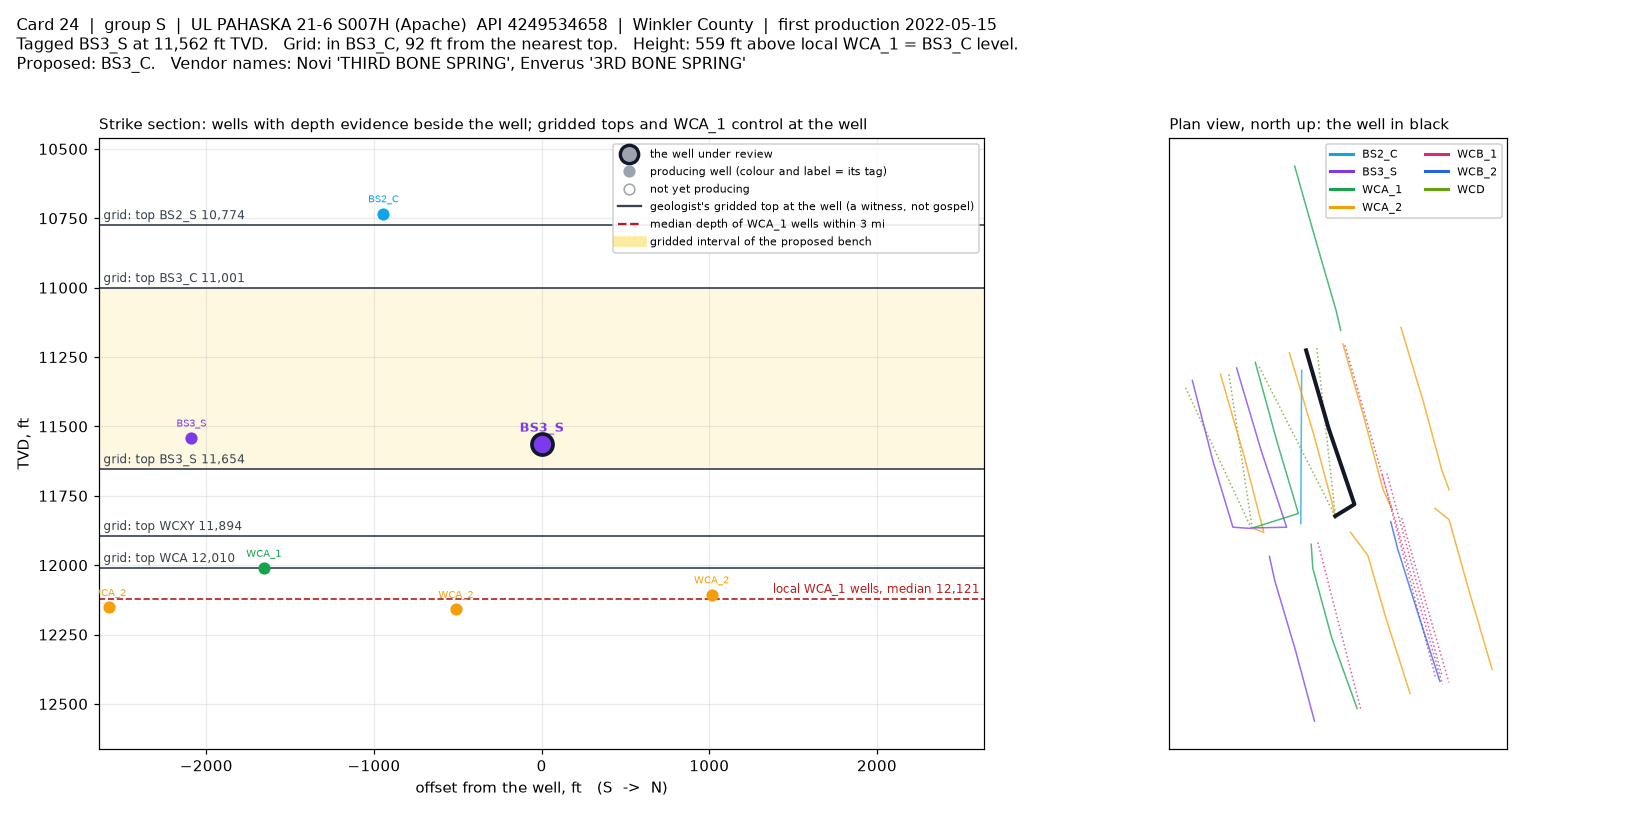 Card 24 | group S | UL PAHASKA 21-6 S007H (Apache) API 4249534658 | Winkler County | first production 2022-05-15
Tagged BS3_S at 11,562 ft TVD. Grid: in BS3_C, 92 ft from the nearest top. Height: 559 ft above local WCA_1 = BS3_C level.
Proposed: BS3_C. Vendor names: Novi 'THIRD BONE SPRING', Enverus '3RD BONE SPRING'
Strike section: wells with depth evidence beside the well; gridded tops and WCA_1 control at the well
10500
10750
11000
11250
11500
11750
12000
12250
12500
TVD, ft
the well under review
producing well (colour and label = its tag)
not yet producing
geologist's gridded top at the well (a witness, not gospel)
median depth of WCA_1 wells within 3 mi
gridded interval of the proposed bench
BS2_C
grid: top BS2_S 10,774
grid: top BS3_C 11,001
BS3_S
BS3_S
grid: top BS3_S 11,654
grid: top WCXY 11,894
grid: top WCA 12,010
WCA_1
WCA_2
local WCA_1 wells, median 12,121
CA_2
WCA_2
−2000
−1000
0
1000
2000
offset from the well, ft (S -> N)
Plan view, north up: the well in black
BS2_C
BS3_S
WCA_1
WCA_2
WCB_1
WCB_2
WCD